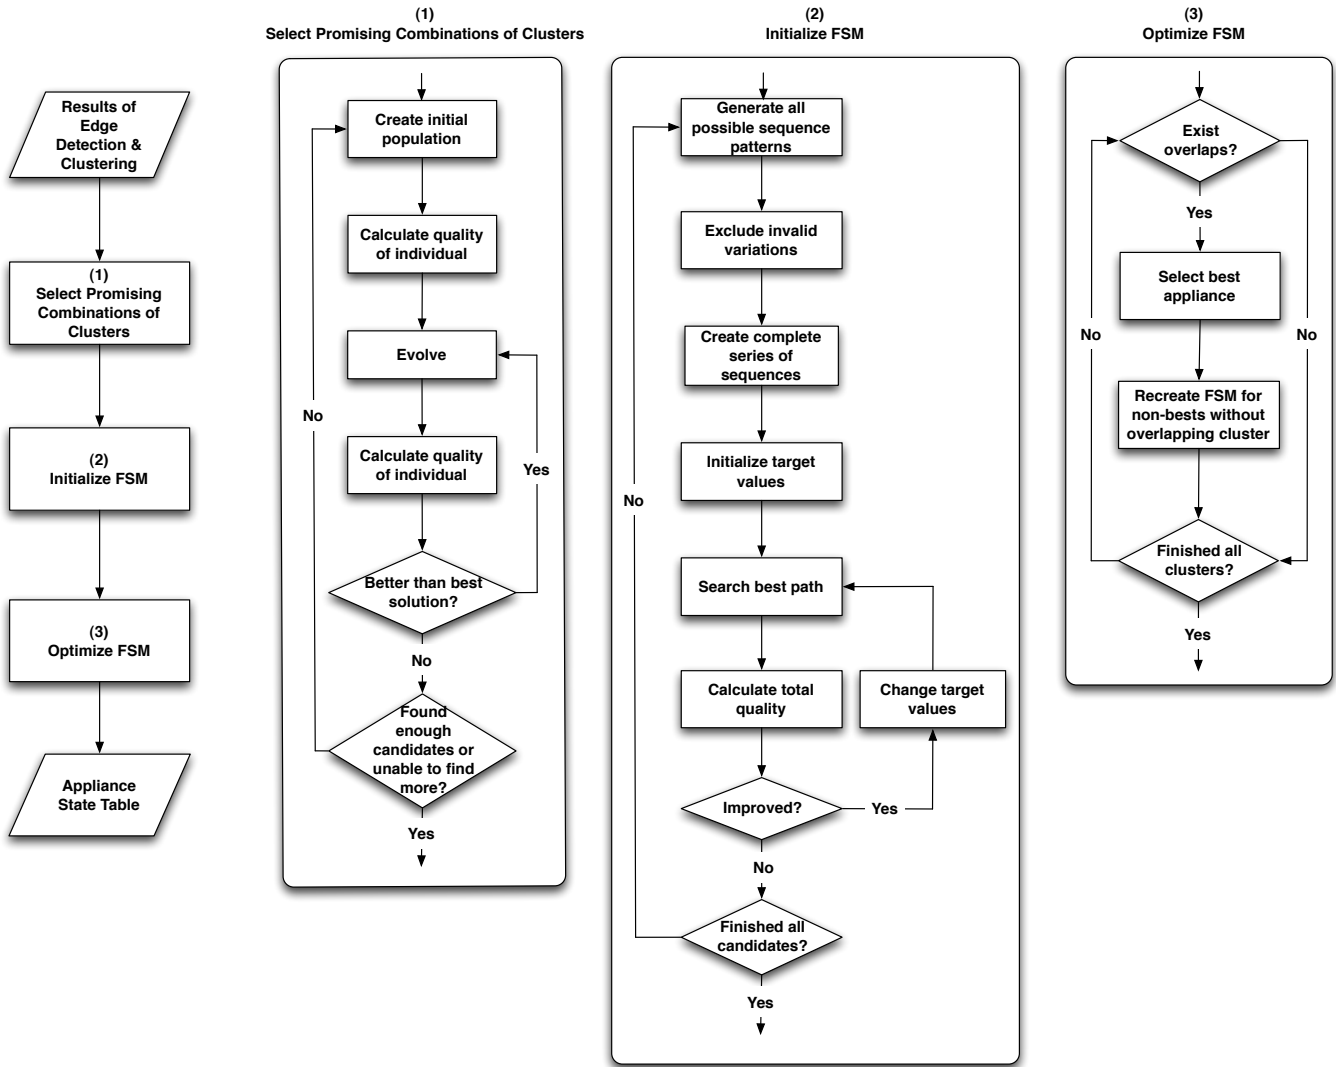 Results of
Edge
Detection &
Clustering
(1)
Select Promising
Combinations of
Clusters
(2)
Initialize FSM
(3)
Optimize FSM
Appliance
State Table
(1)
Select Promising Combinations of Clusters
Create initial
population
Calculate quality
of individual
Evolve
No
Calculate quality
of individual
Yes
Better than best
solution?
No
Found
enough
candidates or
unable to find
more?
Yes
(2)
Initialize FSM
Generate all
possible sequence
patterns
Exclude invalid
variations
Create complete
series of
sequences
Initialize target
values
No
Search best path
Calculate total
quality
Change target
values
Improved?
Yes
No
Finished all
candidates?
Yes
(3)
Optimize FSM
Exist
overlaps?
Yes
Select best
appliance
No
No
Recreate FSM for
non-bests without
overlapping cluster
Finished all
clusters?
Yes